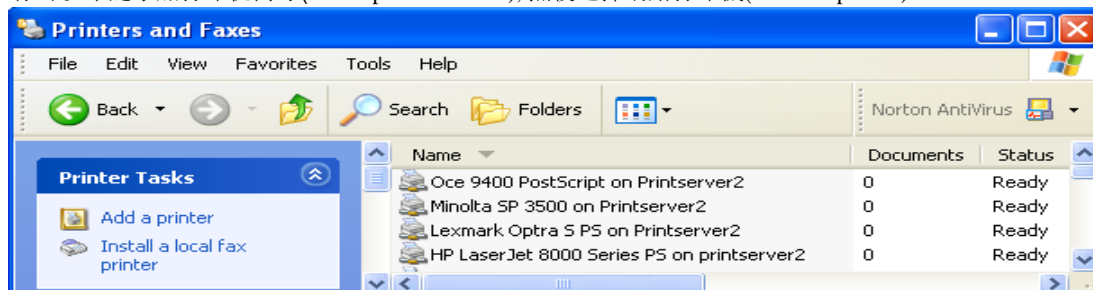 Printers and Faxes
File Edit View Favorites Tools Help
Back Search Folders Norton AntiVirus
Name Documents Status
Printer Tasks
Add a printer
Install a local fax
printer
Oce 9400 PostScript on Printserver2 0 Ready
Minolta SP 3500 on Printserver2 0 Ready
Lexmark Optra S PS on Printserver2 0 Ready
HP LaserJet 8000 Series PS on printserver2 0 Ready